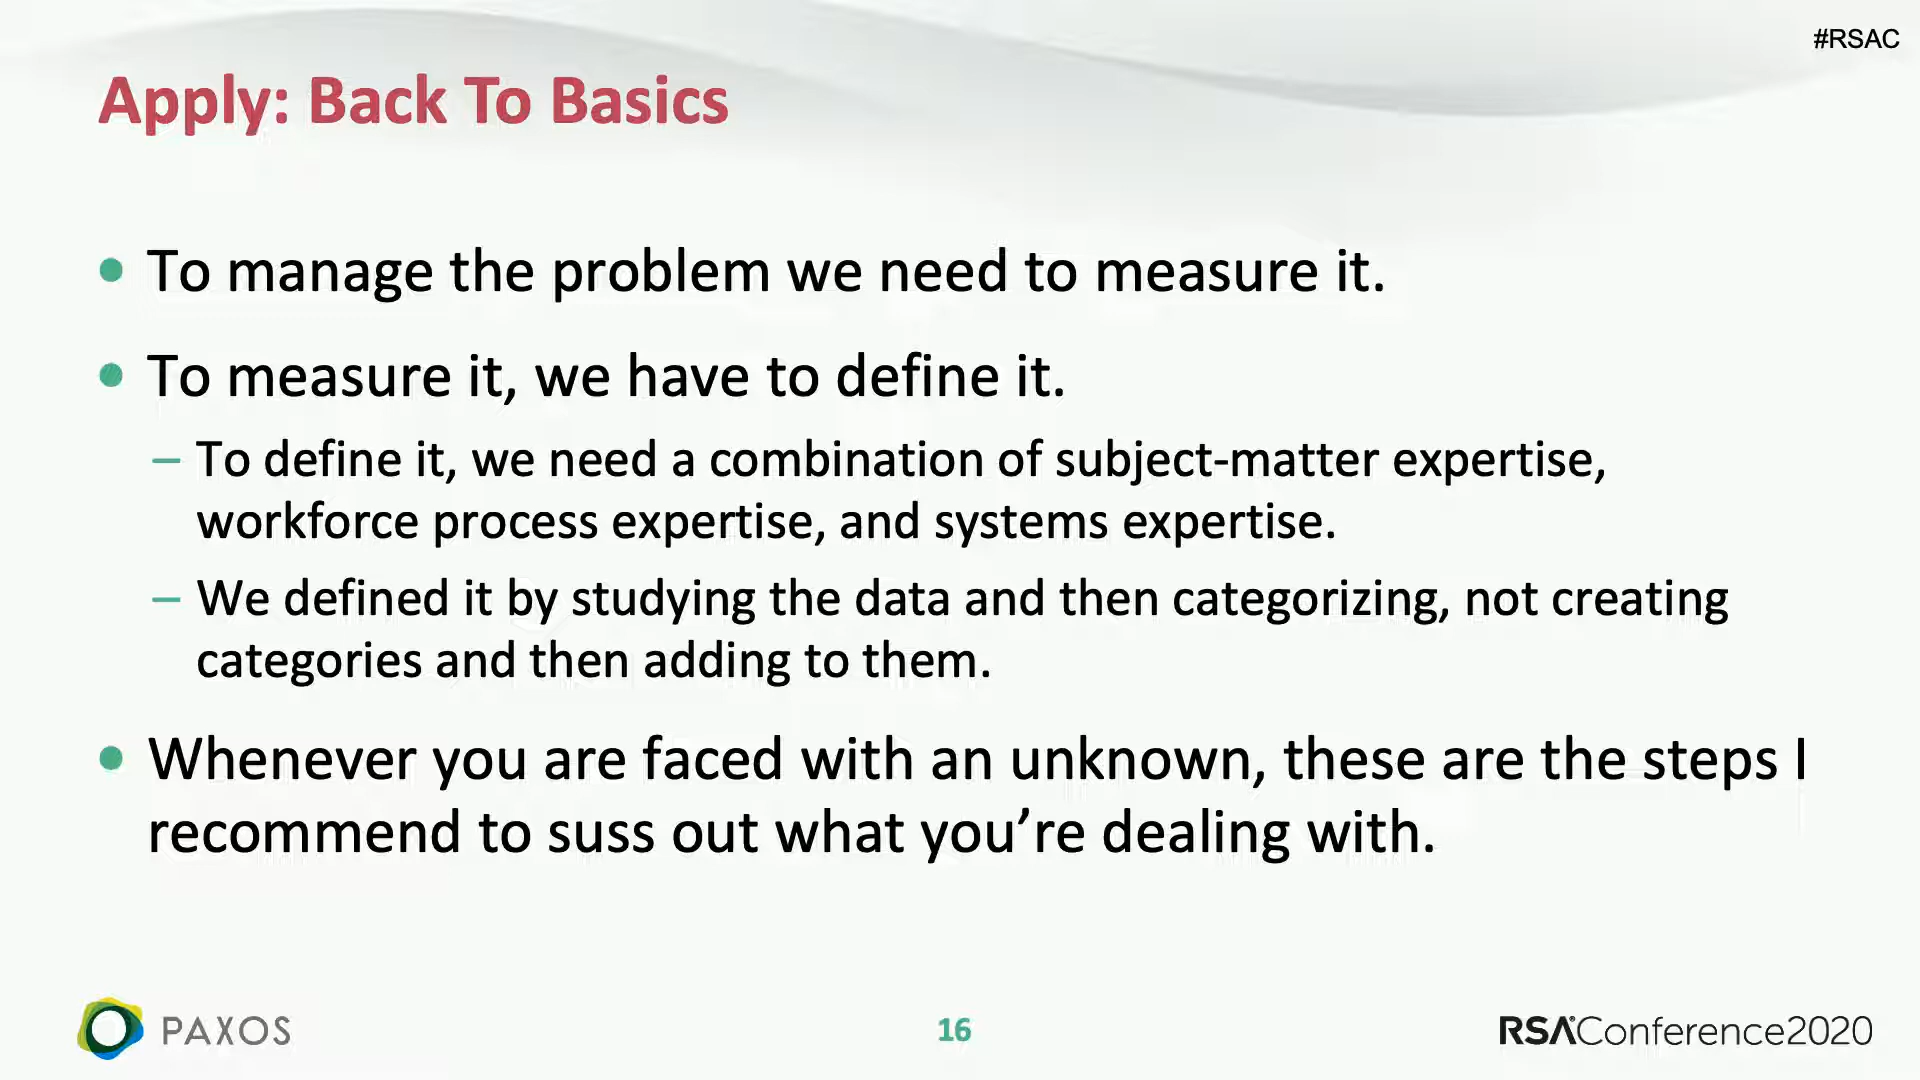 #RSAC
Apply: Back To Basics
• To manage the problem we need to measure it.
• To measure it, we have to define it.
– To define it, we need a combination of subject-matter expertise,
workforce process expertise, and systems expertise.
– We defined it by studying the data and then categorizing, not creating
categories and then adding to them.
• Whenever you are faced with an unknown, these are the steps I
recommend to suss out what you’re dealing with.
PAXOS
16
RSA Conference2020